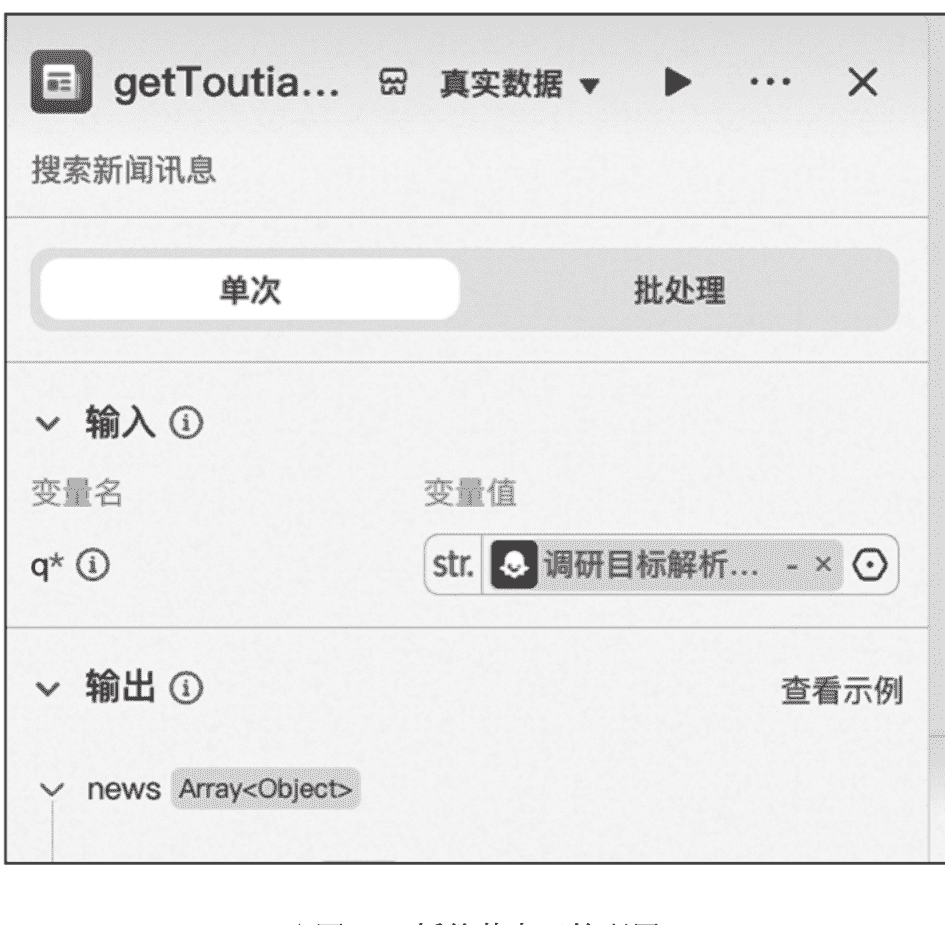 getToutia... 真实数据
搜索新闻讯息
单次 批处理
输入
变量名 变量值
q* str. 调研目标解析... - ×
输出 查看示例
news Array<Object>